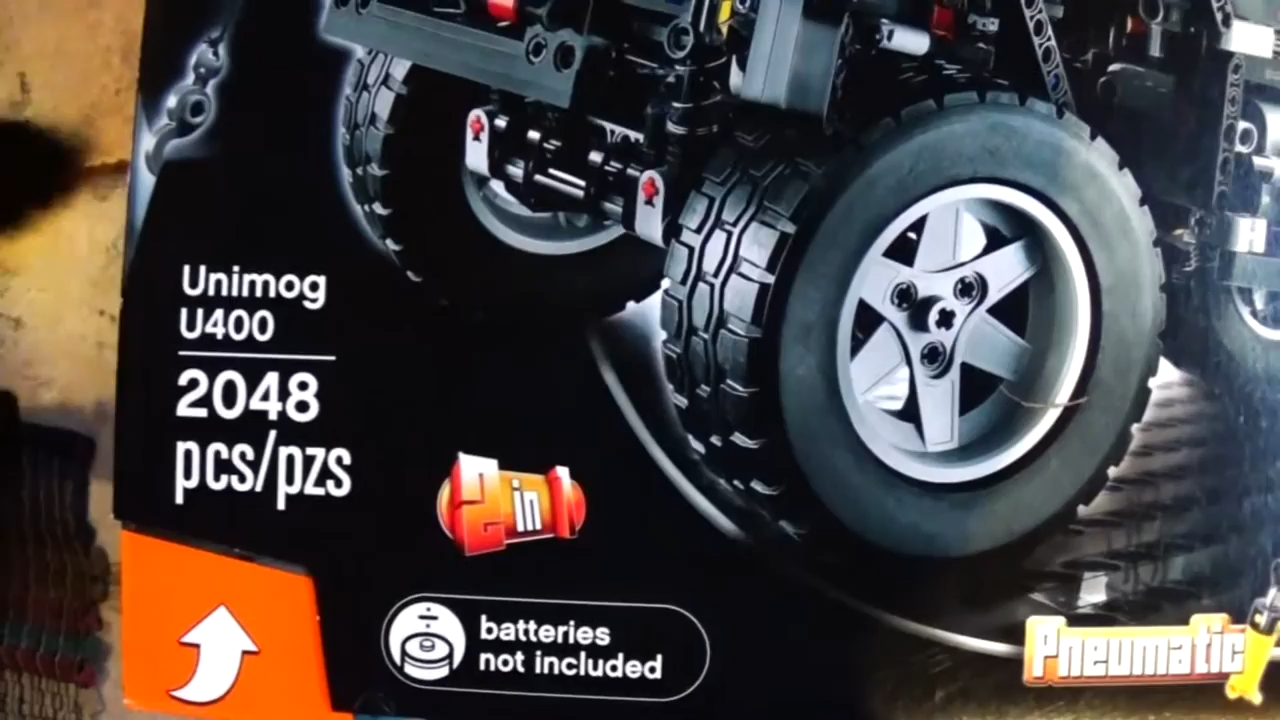 Unimog
U400
2048
pcs/pzs
2 in 1
batteries
not included
Pneumatic